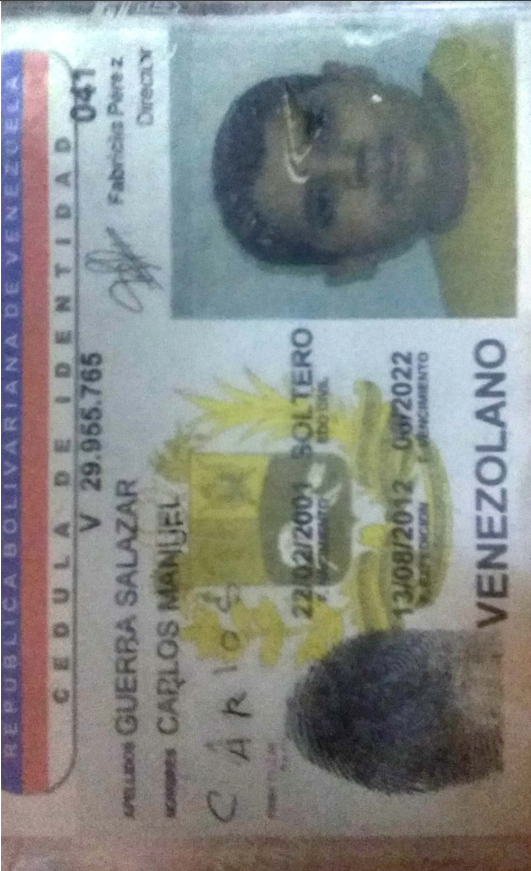 REPUBLICA BOLIVARIANA DE VENEZUELA
CEDULA DE IDENTIDAD
V 29.955.765
041
Fabricio Perez
Director
APELLIDOS GUERRA SALAZAR
NOMBRES CARLOS MANUEL
CARlOS
22/02/2001 SOLTERO
F. NACIMIENTO EDO CIVIL
13/08/2012 08/2022
F. EXPEDICION F. VENCIMIENTO
VENEZOLANO